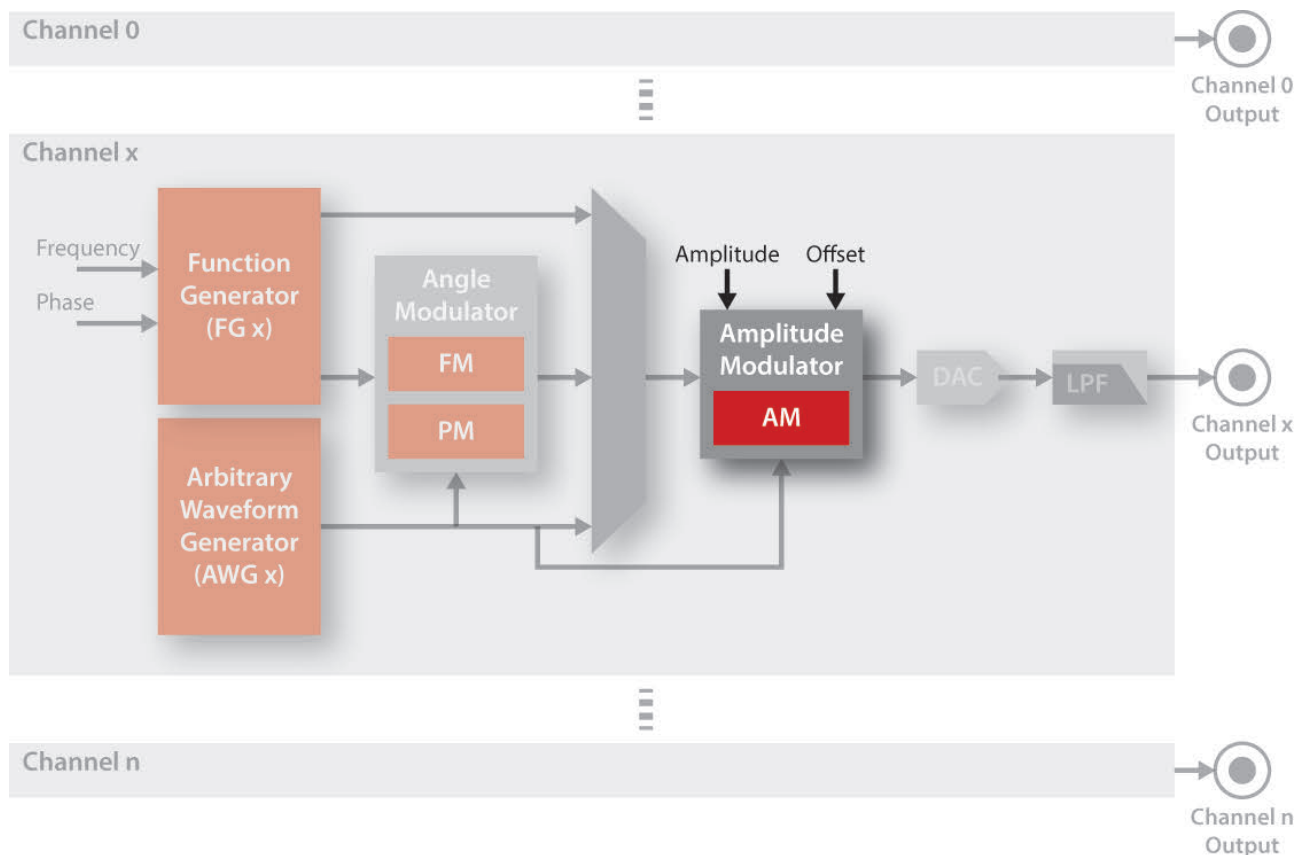 Channel 0
Channel 0
Output
Channel x
Frequency
Phase
Function
Generator
(FG x)
Angle
Modulator
FM
PM
Arbitrary
Waveform
Generator
(AWG x)
Amplitude
Offset
Amplitude
Modulator
AM
DAC
LPF
Channel x
Output
Channel n
Channel n
Output